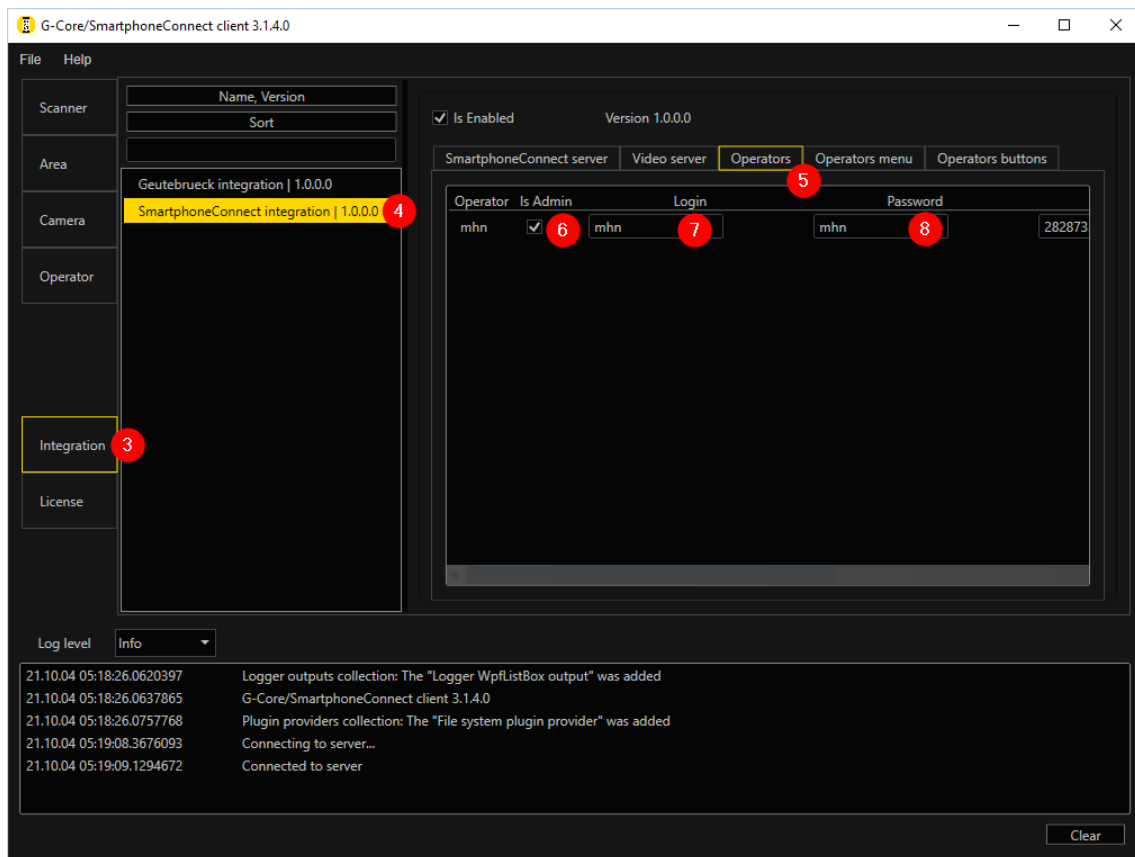 G-Core/SmartphoneConnect client 3.1.4.0
File Help
Scanner
Area
Camera
Operator
Integration 3
License
Name, Version
Sort
Geutebrueck integration | 1.0.0.0
SmartphoneConnect integration | 1.0.0.0 4
Is Enabled Version 1.0.0.0
SmartphoneConnect server Video server Operators Operators menu Operators buttons
5
Operator Is Admin Login Password
mhn 6 mhn 7 mhn 8 282873
Log level Info
21.10.04 05:18:26.0620397 Logger outputs collection: The "Logger WpfListBox output" was added
21.10.04 05:18:26.0637865 G-Core/SmartphoneConnect client 3.1.4.0
21.10.04 05:18:26.0757768 Plugin providers collection: The "File system plugin provider" was added
21.10.04 05:19:08.3676093 Connecting to server...
21.10.04 05:19:09.1294672 Connected to server
Clear